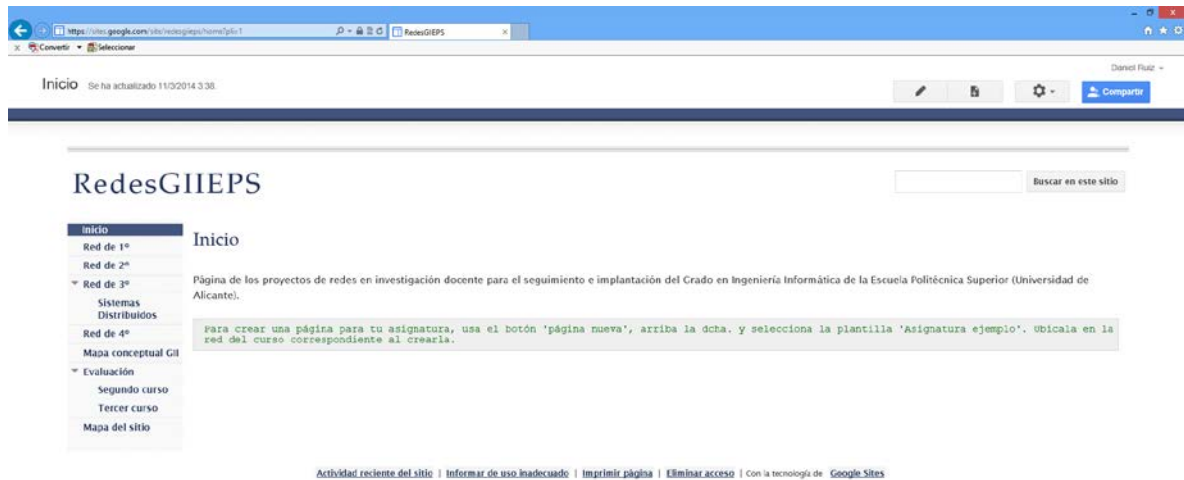 https://sites.google.com/site/redesgieps/home?pli=1
RedesGIEPS
Convertir
Seleccionar
Daniel Ruiz
Inicio Se ha actualizado 11/3/2014 3:38.
Compartir
RedesGIIEPS
Buscar en este sitio
Inicio
Red de 1º
Red de 2º
Red de 3º
Sistemas
Distribuidos
Red de 4º
Mapa conceptual GII
Evaluación
Segundo curso
Tercer curso
Mapa del sitio
Inicio
Página de los proyectos de redes en investigación docente para el seguimiento e implantación del Grado en Ingeniería Informática de la Escuela Politécnica Superior (Universidad de
Alicante).
Para crear una página para tu asignatura, usa el botón 'página nueva', arriba la dcha. y selecciona la plantilla 'Asignatura ejemplo'. Ubícala en la
red del curso correspondiente al crearla.
Actividad reciente del sitio | Informar de uso inadecuado | Imprimir página | Eliminar acceso | Con la tecnología de Google Sites